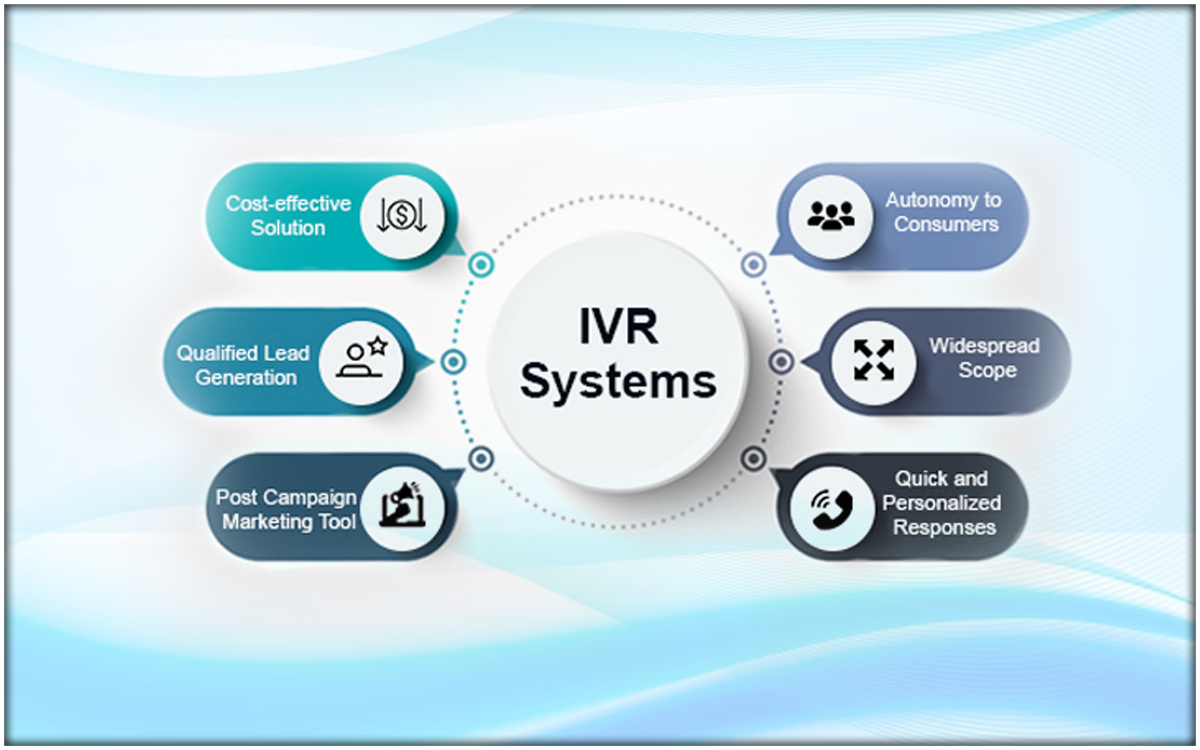 Cost-effective
Solution
Qualified Lead
Generation
Post Campaign
Marketing Tool
IVR
Systems
Autonomy to
Consumers
Widespread
Scope
Quick and
Personalized
Responses